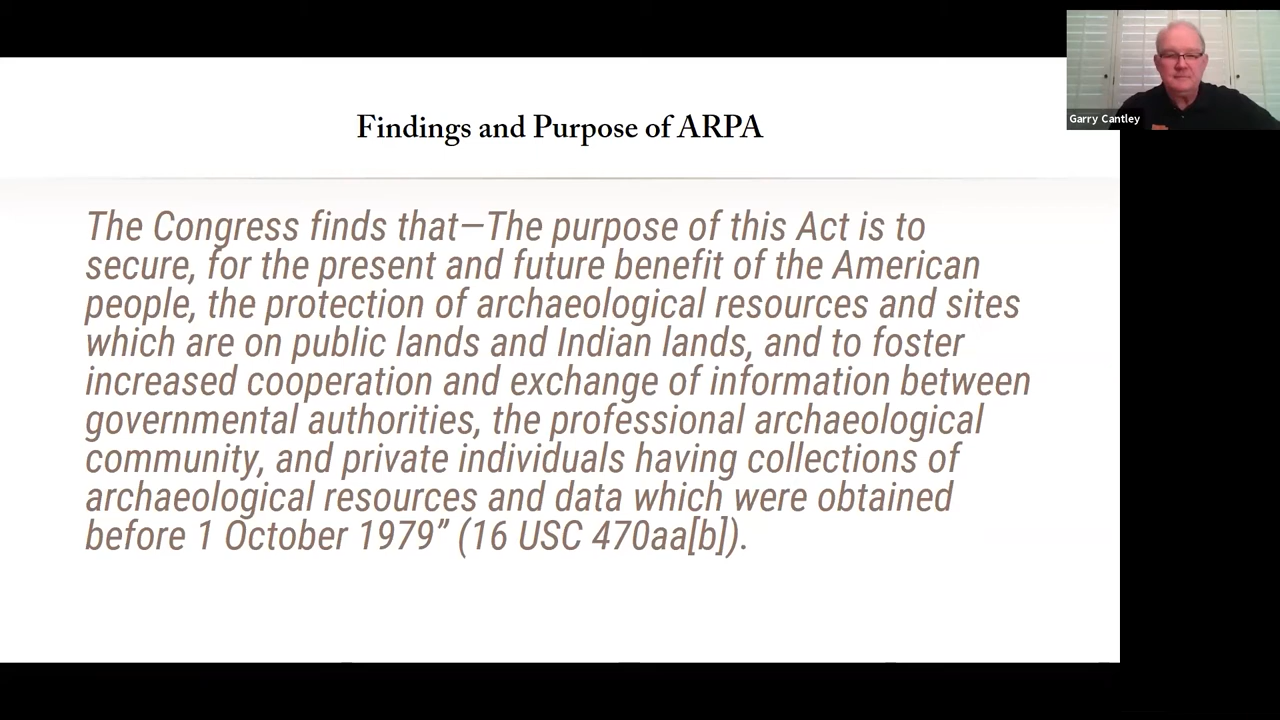 Findings and Purpose of ARPA
Garry Cantley
The Congress finds that—The purpose of this Act is to
secure, for the present and future benefit of the American
people, the protection of archaeological resources and sites
which are on public lands and Indian lands, and to foster
increased cooperation and exchange of information between
governmental authorities, the professional archaeological
community, and private individuals having collections of
archaeological resources and data which were obtained
before 1 October 1979” (16 USC 470aa[b]).